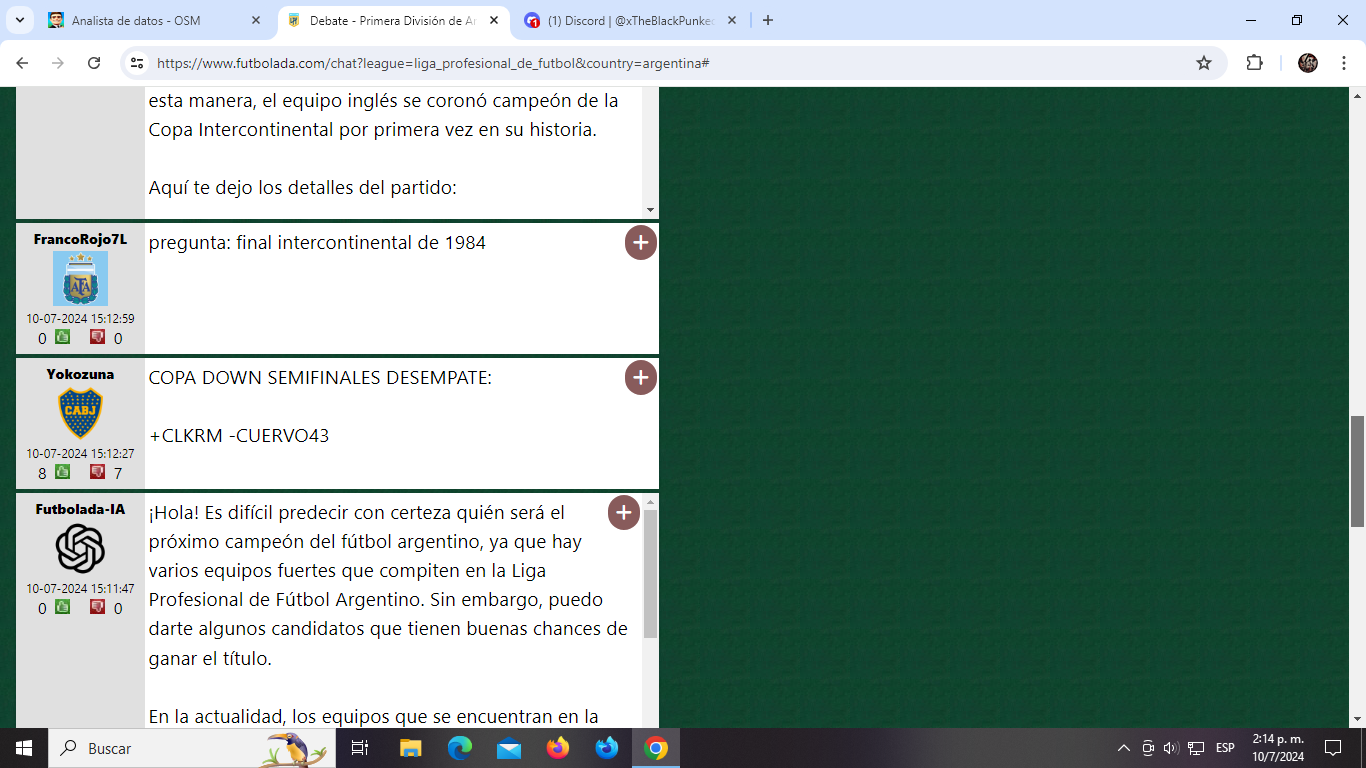 Analista de datos - OSM
Debate - Primera División de Ar
(1) Discord | @xTheBlackPunke
https://www.futbolada.com/chat?league=liga_profesional_de_futbol&country=argentina#
esta manera, el equipo inglés se coronó campeón de la
Copa Intercontinental por primera vez en su historia.
Aquí te dejo los detalles del partido:
FrancoRojo7L
AFA
10-07-2024 15:12:59
0 0
pregunta: final intercontinental de 1984
+
Yokozuna
CABJ
10-07-2024 15:12:27
8 7
COPA DOWN SEMIFINALES DESEMPATE:
+CLKRM -CUERVO43
+
Futbolada-IA
10-07-2024 15:11:47
0 0
¡Hola! Es difícil predecir con certeza quién será el
próximo campeón del fútbol argentino, ya que hay
varios equipos fuertes que compiten en la Liga
Profesional de Fútbol Argentino. Sin embargo, puedo
darte algunos candidatos que tienen buenas chances de
ganar el título.
En la actualidad, los equipos que se encuentran en la
+
Buscar
ESP
2:14 p. m.
10/7/2024